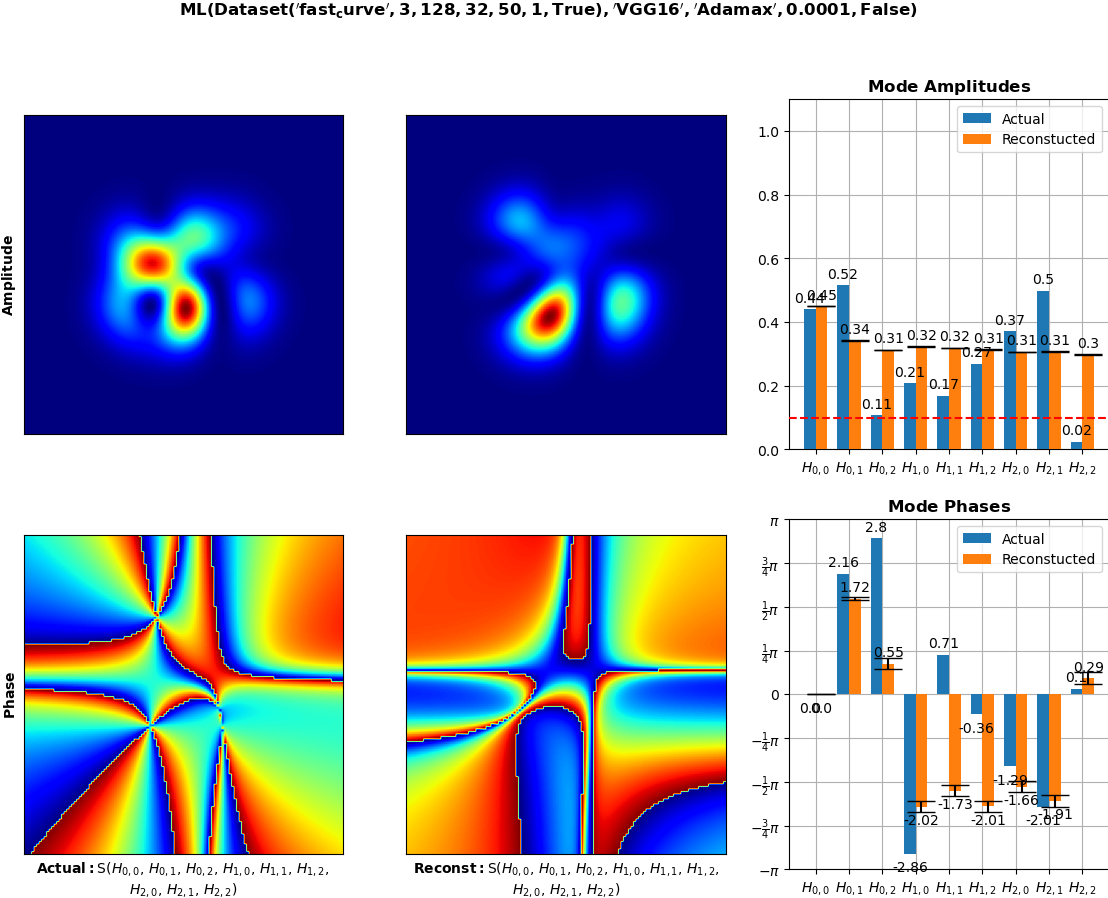 ML(Dataset('fast_curve', 3, 128, 32, 50, 1, True), 'VGG16', 'Adamax', 0.0001, False)
Amplitude
Mode Amplitudes
Actual
Reconstucted
1.0
0.8
0.6
0.4
0.2
0.0
0.44
0.45
0.52
0.34
0.11
0.31
0.21
0.32
0.17
0.32
0.27
0.31
0.37
0.31
0.5
0.31
0.02
0.3
H0,0 H0,1 H0,2 H1,0 H1,1 H1,2 H2,0 H2,1 H2,2
Phase
Actual: S(H0,0, H0,1, H0,2, H1,0, H1,1, H1,2,
H2,0, H2,1, H2,2)
Reconst: S(H0,0, H0,1, H0,2, H1,0, H1,1, H1,2,
H2,0, H2,1, H2,2)
Mode Phases
Actual
Reconstucted
π
3/4π
1/2π
1/4π
0
−1/4π
−1/2π
−3/4π
−π
0.0
0.0
2.16
1.72
2.8
0.55
-2.86
-2.02
0.71
-1.73
-0.36
-2.01
-1.29
-1.66
-2.01
-1.91
0.29
H0,0 H0,1 H0,2 H1,0 H1,1 H1,2 H2,0 H2,1 H2,2